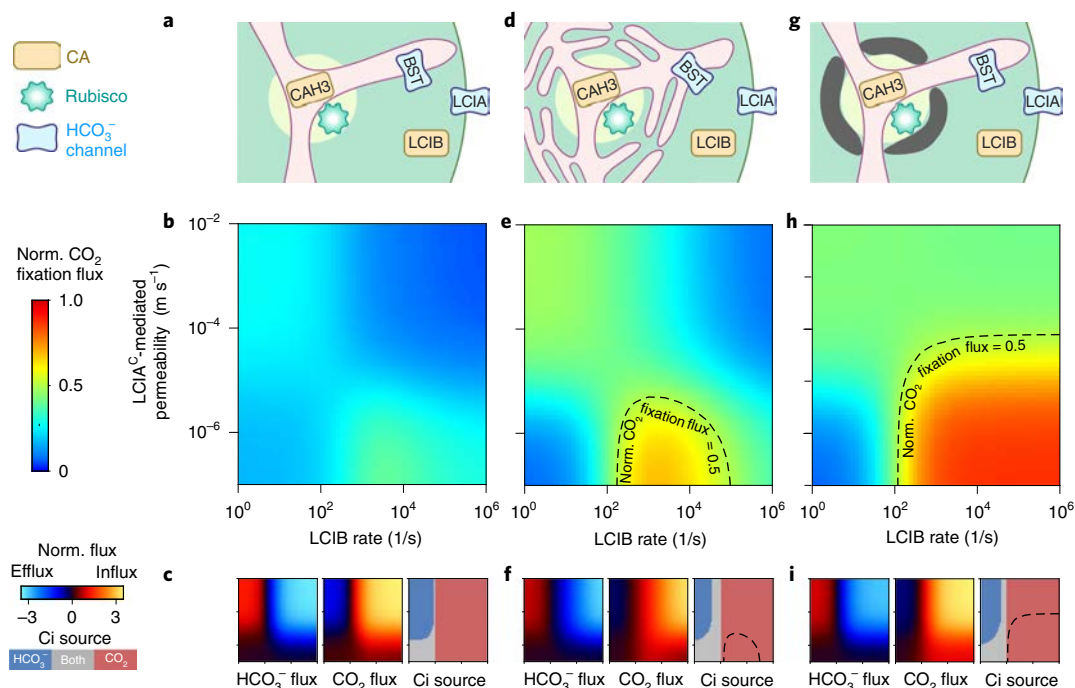 a
d
g
CA
Rubisco
HCO₃⁻
channel
CAH3
BST
LCIA
LCIB
CAH3
BST
LCIA
LCIB
CAH3
BST
LCIA
LCIB
b
e
h
Norm. CO₂
fixation flux
1.0
0.5
0
LCIAᶜ-mediated
permeability (m s⁻¹)
10⁻²
10⁻⁴
10⁻⁶
Norm. CO₂ fixation flux = 0.5
Norm. CO₂ fixation flux = 0.5
10⁰ 10² 10⁴ 10⁶
LCIB rate (1/s)
10⁰ 10² 10⁴ 10⁶
LCIB rate (1/s)
10⁰ 10² 10⁴ 10⁶
LCIB rate (1/s)
Norm. flux
Efflux Influx
−3 0 3
Ci source
HCO₃⁻ Both CO₂
c
HCO₃⁻ flux CO₂ flux Ci source
f
HCO₃⁻ flux CO₂ flux Ci source
i
HCO₃⁻ flux CO₂ flux Ci source